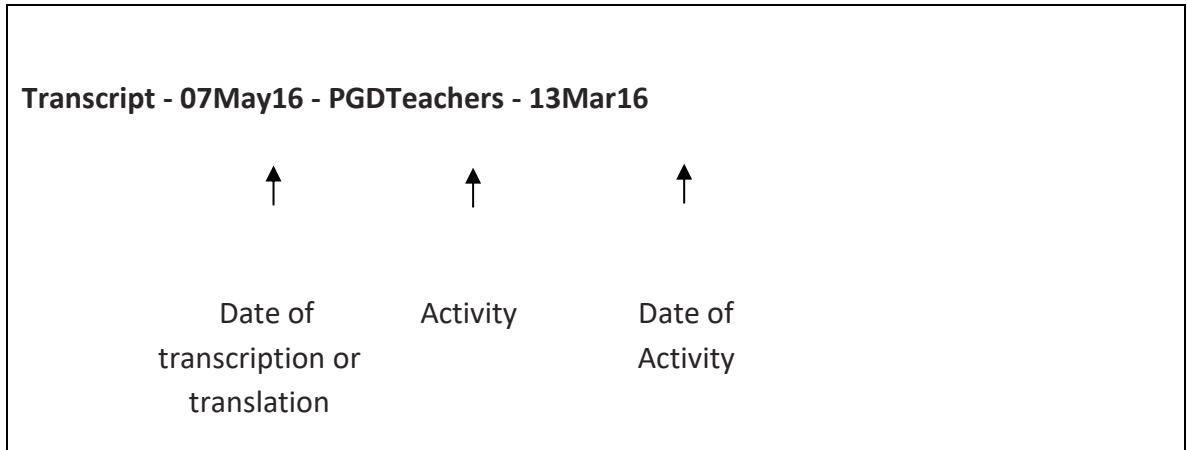 Transcript - 07May16 - PGDTeachers - 13Mar16
Date of transcription or translation
Activity
Date of Activity